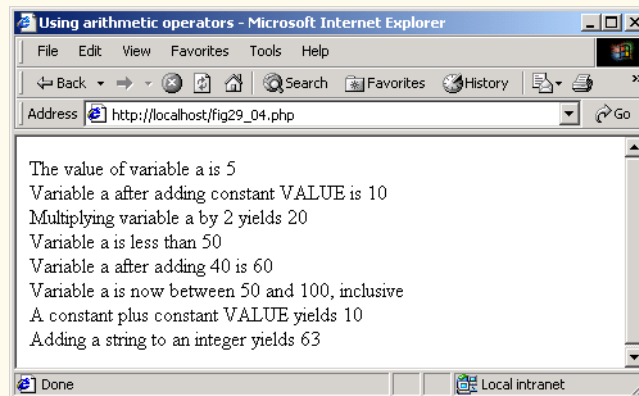 Using arithmetic operators - Microsoft Internet Explorer
File Edit View Favorites Tools Help
Back Search Favorites History »
Address http://localhost/fig29_04.php Go
The value of variable a is 5
Variable a after adding constant VALUE is 10
Multiplying variable a by 2 yields 20
Variable a is less than 50
Variable a after adding 40 is 60
Variable a is now between 50 and 100, inclusive
A constant plus constant VALUE yields 10
Adding a string to an integer yields 63
Done Local intranet